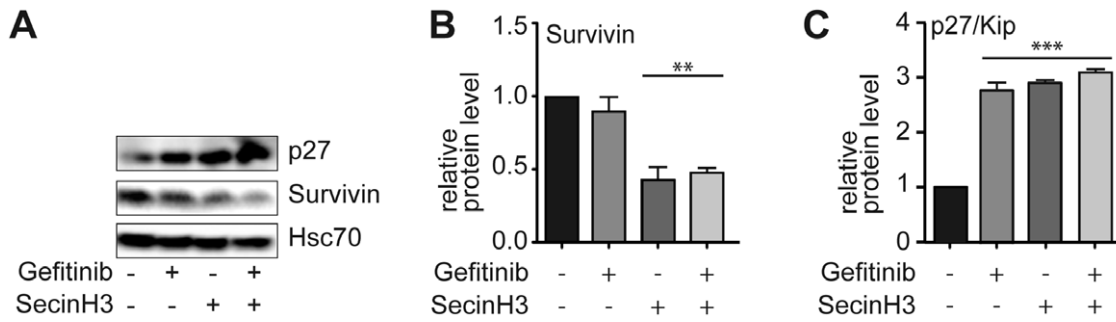 A
p27
Survivin
Hsc70
Gefitinib - + - +
SecinH3 - - + +
B
Survivin
**
relative
protein level
1.5
1.0
0.5
0.0
Gefitinib - + - +
SecinH3 - - + +
C
p27/Kip
***
relative
protein level
4
3
2
1
0
Gefitinib - + - +
SecinH3 - - + +